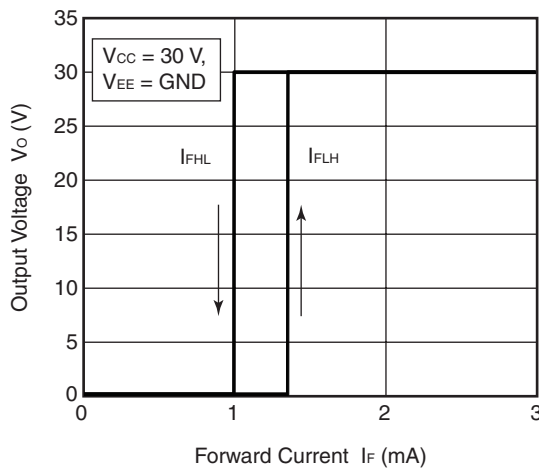 35
30
25
20
15
10
5
0
Output Voltage VO (V)
VCC = 30 V,
VEE = GND
IFHL
IFLH
0 1 2 3
Forward Current IF (mA)